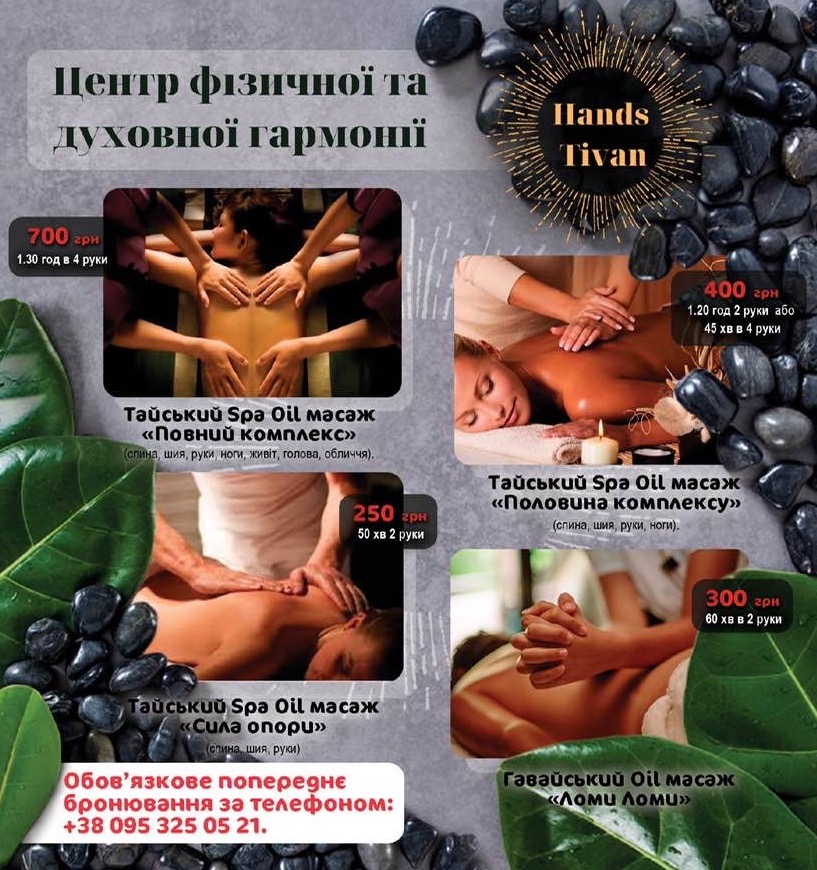 Центр фізичної та
духовної гармонії
Hands
Tivan
700 грн
1.30 год в 4 руки
Тайський Spa Oil масаж
«Повний комплекс»
(спина, шия, руки, ноги, живіт, голова, обличчя).
400 грн
1.20 год 2 руки або
45 хв в 4 руки
Тайський Spa Oil масаж
«Половина комплексу»
(спина, шия, руки, ноги).
250 грн
50 хв 2 руки
Тайський Spa Oil масаж
«Сила опори»
(спина, шия, руки)
300 грн
60 хв в 2 руки
Гавайський Oil масаж
«Ломи Ломи»
Обов’язкове попереднє
бронювання за телефоном:
+38 095 325 05 21.